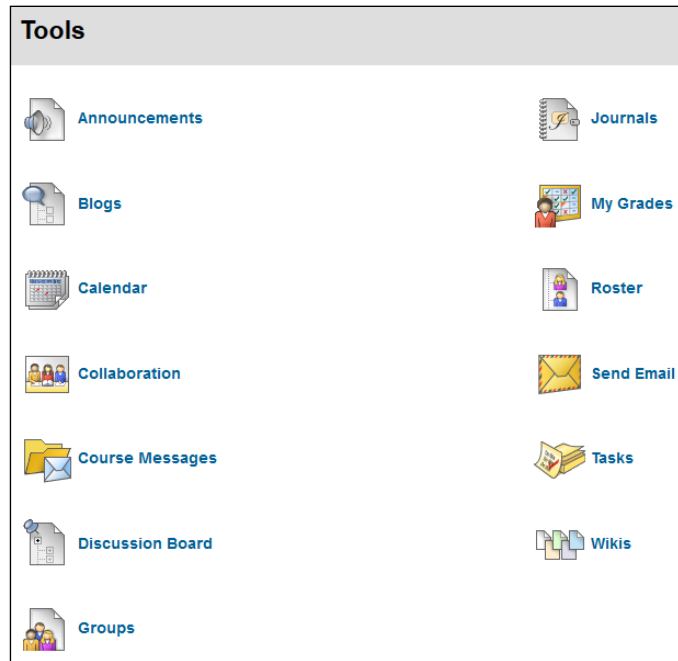 Tools
Announcements
Blogs
Calendar
Collaboration
Course Messages
Discussion Board
Groups
Journals
My Grades
Roster
Send Email
Tasks
Wikis